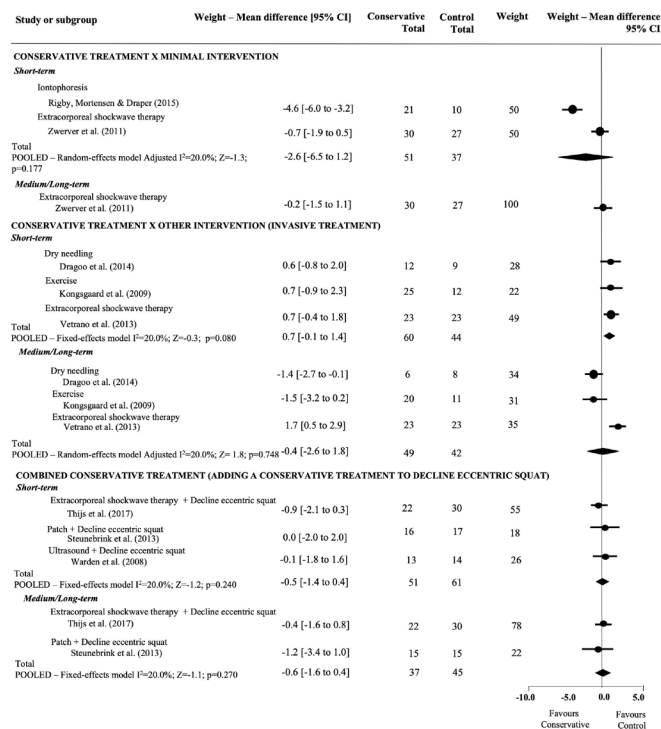 Study or subgroup Weight – Mean difference [95% CI] Conservative Total Control Total Weight Weight – Mean difference 95% CI
CONSERVATIVE TREATMENT X MINIMAL INTERVENTION
Short-term
Iontophoresis
Rigby, Mortensen & Draper (2015) -4.6 [-6.0 to -3.2] 21 10 50
Extracorporeal shockwave therapy
Zwerver et al. (2011) -0.7 [-1.9 to 0.5] 30 27 50
Total
POOLED – Random-effects model Adjusted I²=20.0%; Z=-1.3; -2.6 [-6.5 to 1.2] 51 37
p=0.177
Medium/Long-term
Extracorporeal shockwave therapy
Zwerver et al. (2011) -0.2 [-1.5 to 1.1] 30 27 100
CONSERVATIVE TREATMENT X OTHER INTERVENTION (INVASIVE TREATMENT)
Short-term
Dry needling
Dragoo et al. (2014) 0.6 [-0.8 to 2.0] 12 9 28
Exercise
Kongsgaard et al. (2009) 0.7 [-0.9 to 2.3] 25 12 22
Extracorporeal shockwave therapy
Vetrano et al. (2013) 0.7 [-0.4 to 1.8] 23 23 49
Total
POOLED – Fixed-effects model I²=20.0%; Z=-0.3; p=0.080 0.7 [-0.1 to 1.4] 60 44
Medium/Long-term
Dry needling
Dragoo et al. (2014) -1.4 [-2.7 to -0.1] 6 8 34
Exercise
Kongsgaard et al. (2009) -1.5 [-3.2 to 0.2] 20 11 31
Extracorporeal shockwave therapy
Vetrano et al. (2013) 1.7 [0.5 to 2.9] 23 23 35
Total
POOLED – Random-effects model Adjusted I²=20.0%; Z= 1.8; p=0.748 -0.4 [-2.6 to 1.8] 49 42
COMBINED CONSERVATIVE TREATMENT (ADDING A CONSERVATIVE TREATMENT TO DECLINE ECCENTRIC SQUAT)
Short-term
Extracorporeal shockwave therapy + Decline eccentric squat
Thijs et al. (2017) -0.9 [-2.1 to 0.3] 22 30 55
Patch + Decline eccentric squat
Steunebrink et al. (2013) 0.0 [-2.0 to 2.0] 16 17 18
Ultrasound + Decline eccentric squat
Warden et al. (2008) -0.1 [-1.8 to 1.6] 13 14 26
Total
POOLED – Fixed-effects model I²=20.0%; Z=-1.2; p=0.240 -0.5 [-1.4 to 0.4] 51 61
Medium/Long-term
Extracorporeal shockwave therapy + Decline eccentric squat
Thijs et al. (2017) -0.4 [-1.6 to 0.8] 22 30 78
Patch + Decline eccentric squat
Steunebrink et al. (2013) -1.2 [-3.4 to 1.0] 15 15 22
Total
POOLED – Fixed-effects model I²=20.0%; Z=-1.1; p=0.270 -0.6 [-1.6 to 0.4] 37 45
-10.0 -5.0 0.0 5.0
Favours Conservative Favours Control